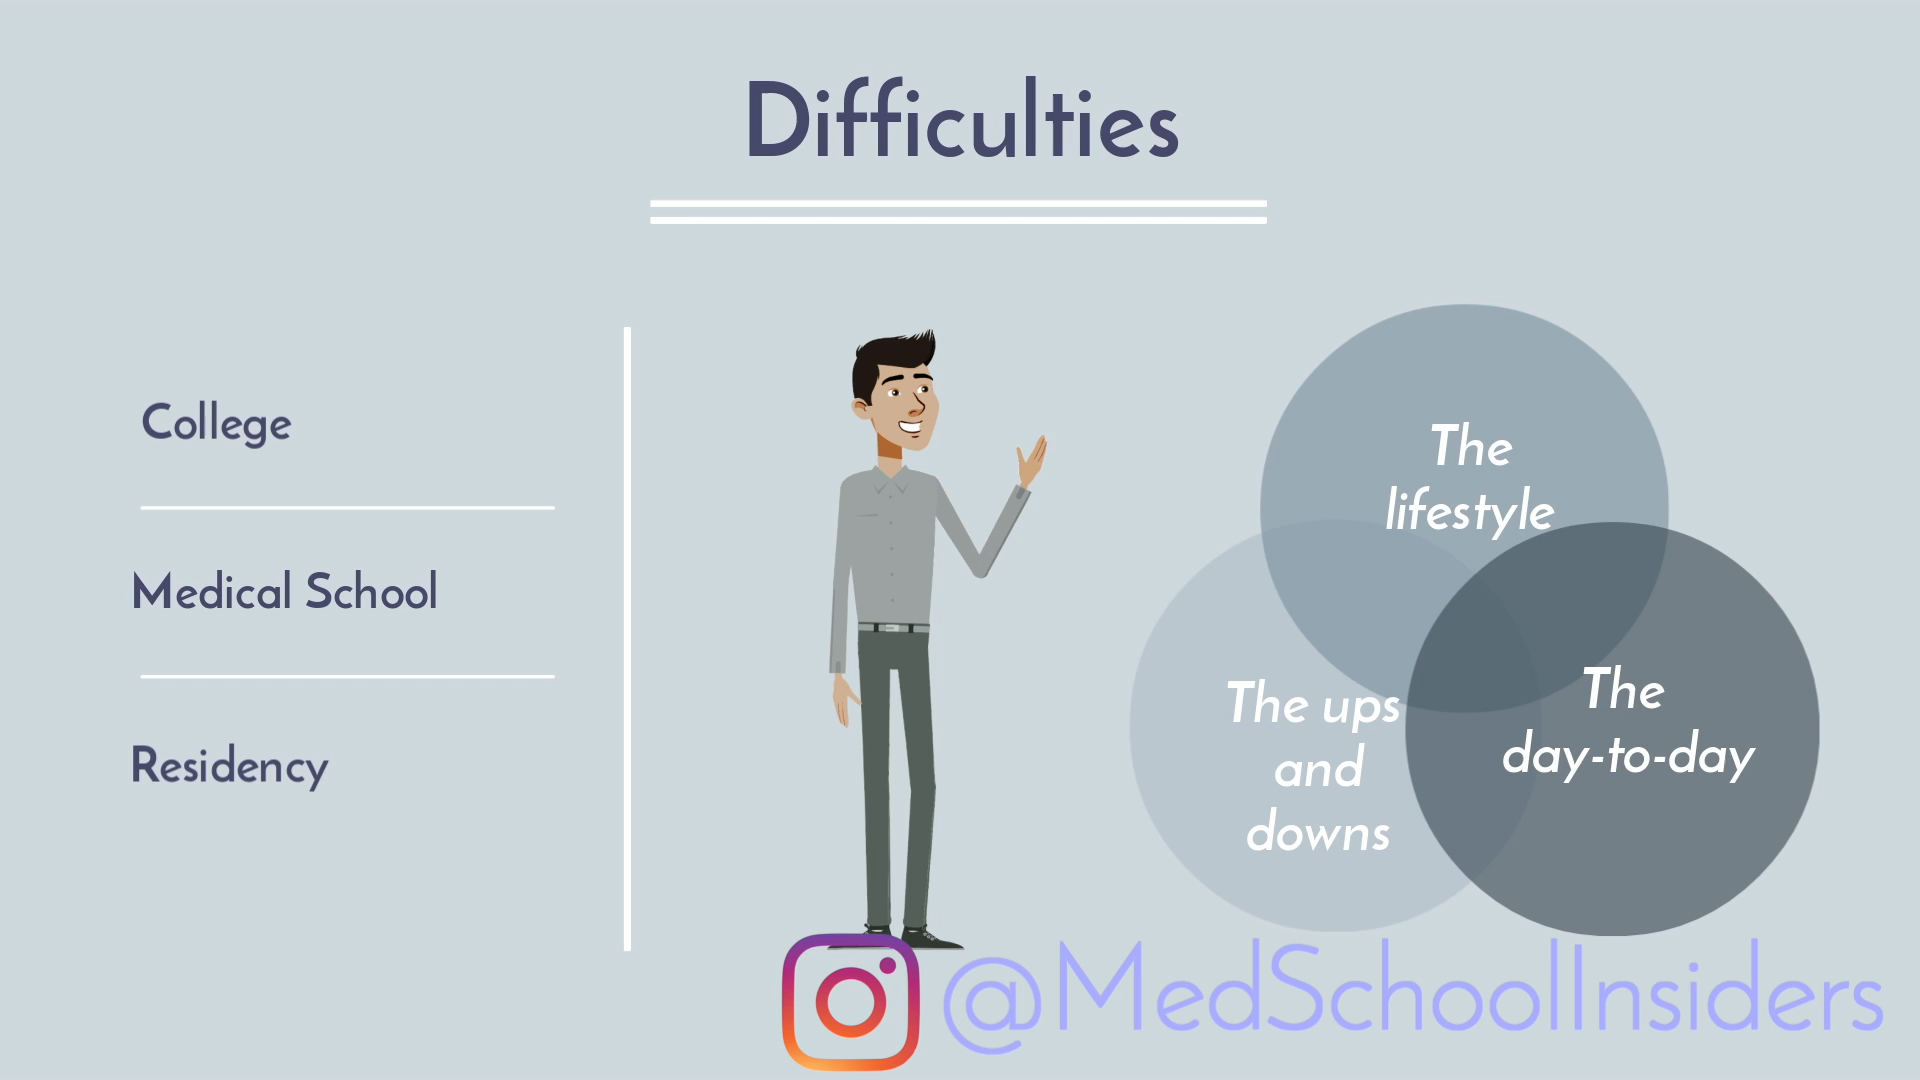 Difficulties
College
Medical School
Residency
The
lifestyle
The ups
and
downs
The
day-to-day
@MedSchoolInsiders